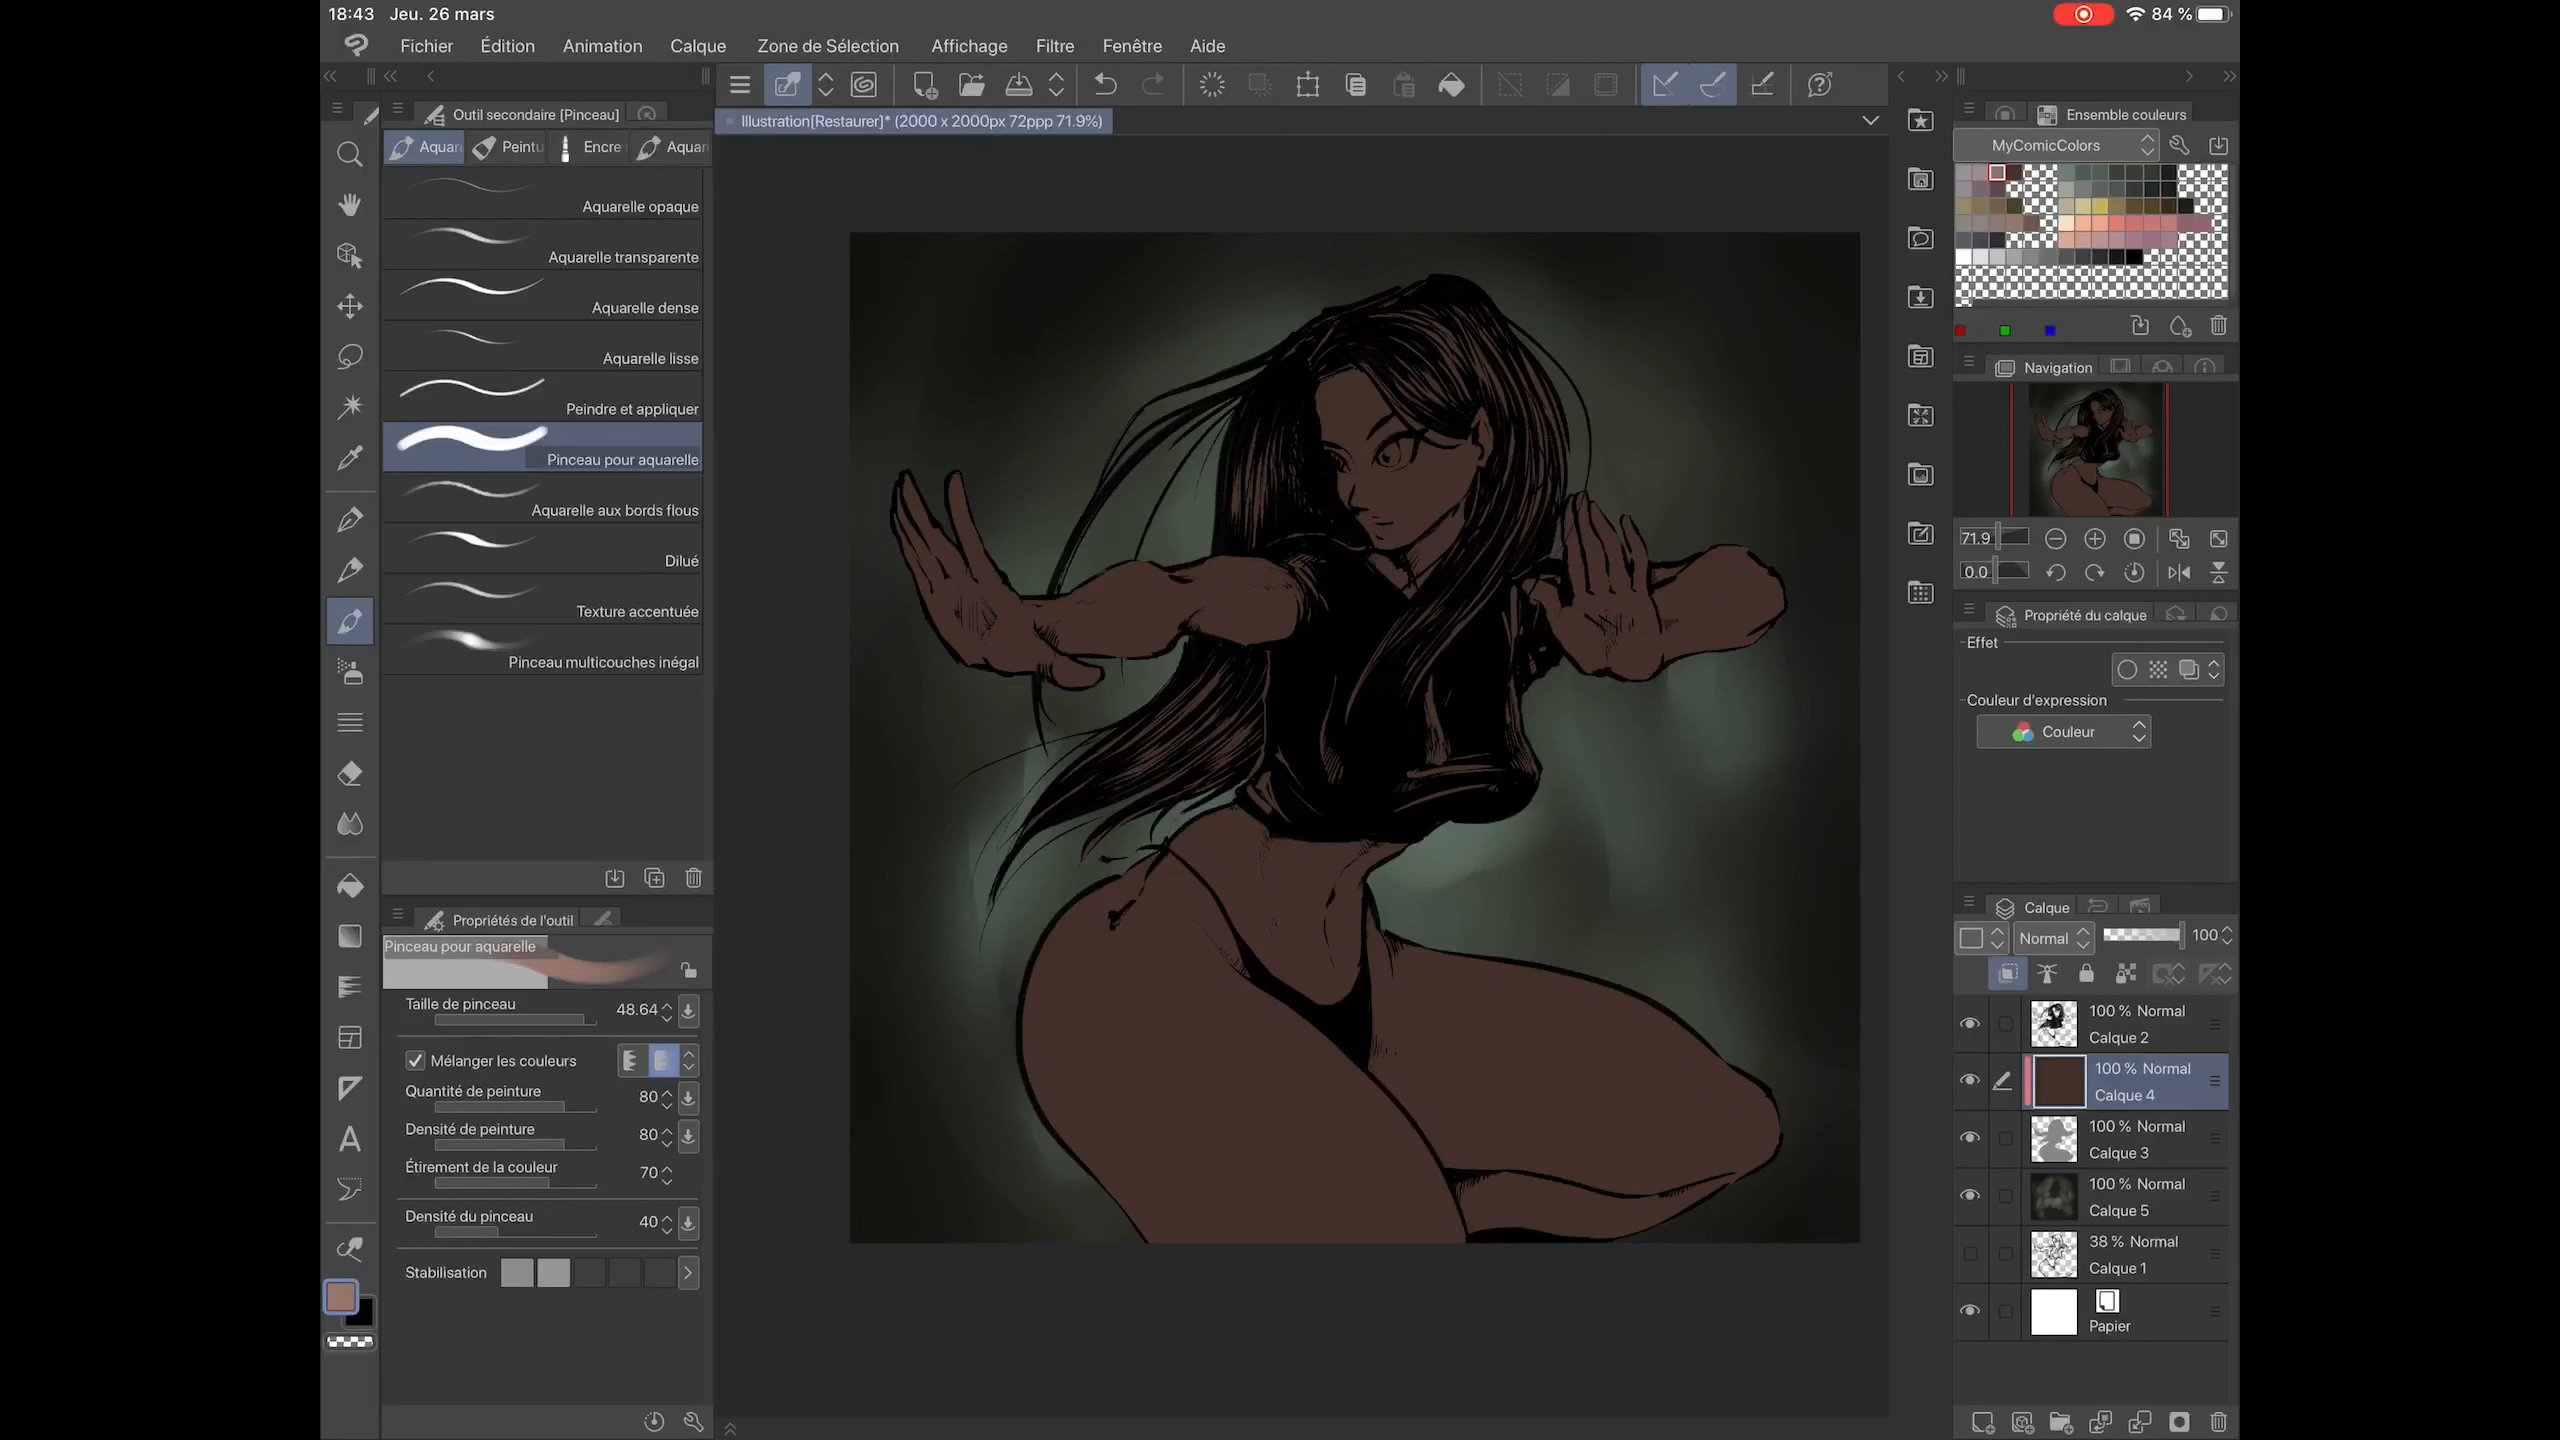 18:43 Jeu. 26 mars
84 %
Fichier Édition Animation Calque Zone de Sélection Affichage Filtre Fenêtre Aide
Outil secondaire [Pinceau]
Aquar Peintu Encre Aquar
Illustration[Restaurer]* (2000 x 2000px 72ppp 71.9%)
Aquarelle opaque
Aquarelle transparente
Aquarelle dense
Aquarelle lisse
Peindre et appliquer
Pinceau pour aquarelle
Aquarelle aux bords flous
Dilué
Texture accentuée
Pinceau multicouches inégal
Propriétés de l'outil
Pinceau pour aquarelle
Taille de pinceau 48.64
Mélanger les couleurs
Quantité de peinture 80
Densité de peinture 80
Étirement de la couleur 70
Densité du pinceau 40
Stabilisation
Ensemble couleurs
MyComicColors
Navigation
71.9
0.0
Propriété du calque
Effet
Couleur d'expression
Couleur
Calque
Normal 100
100 % Normal
Calque 2
100 % Normal
Calque 4
100 % Normal
Calque 3
100 % Normal
Calque 5
38 % Normal
Calque 1
Papier